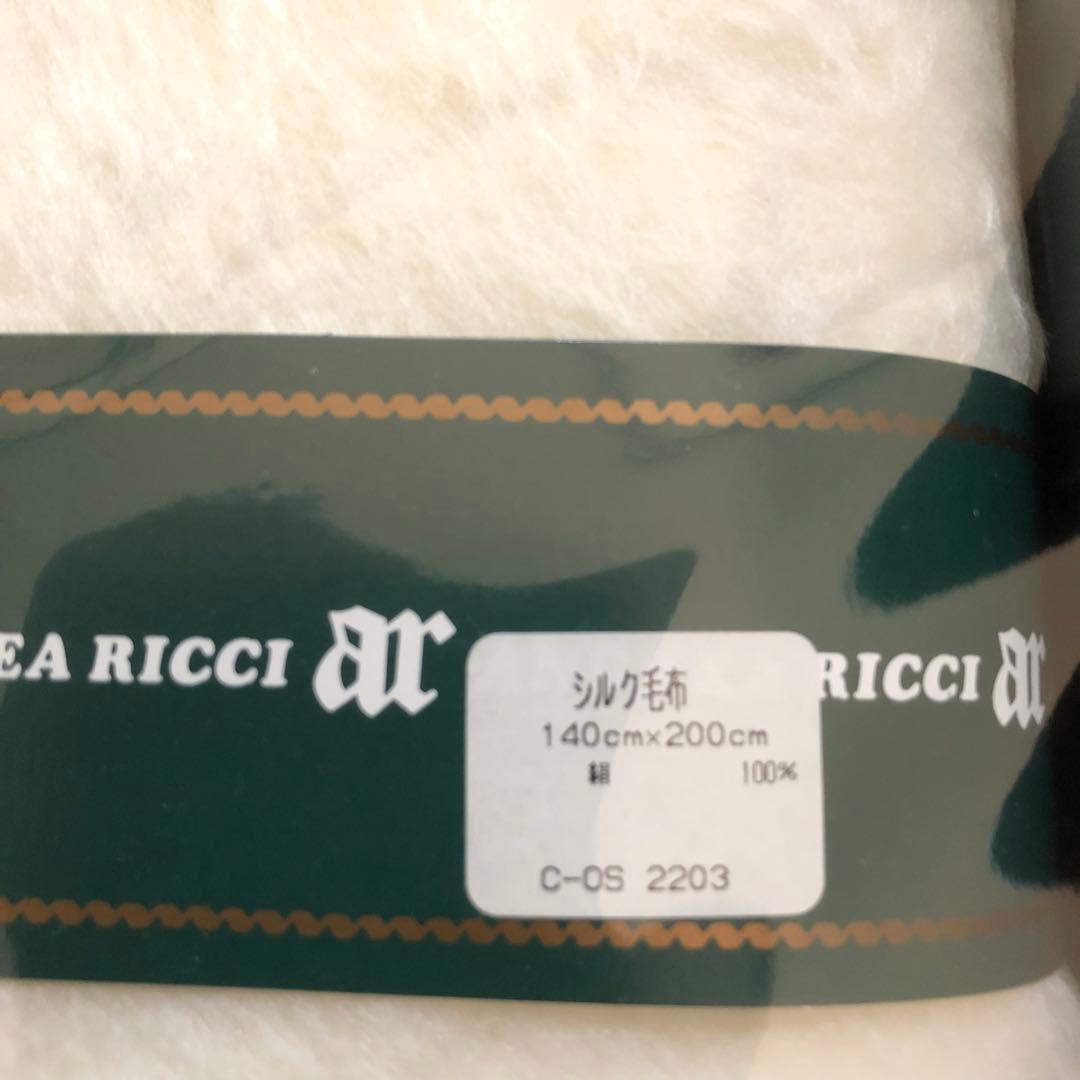 EA RICCI ar
RICCI ar
シルク毛布
140cm×200cm
絹 100%
C-OS 2203